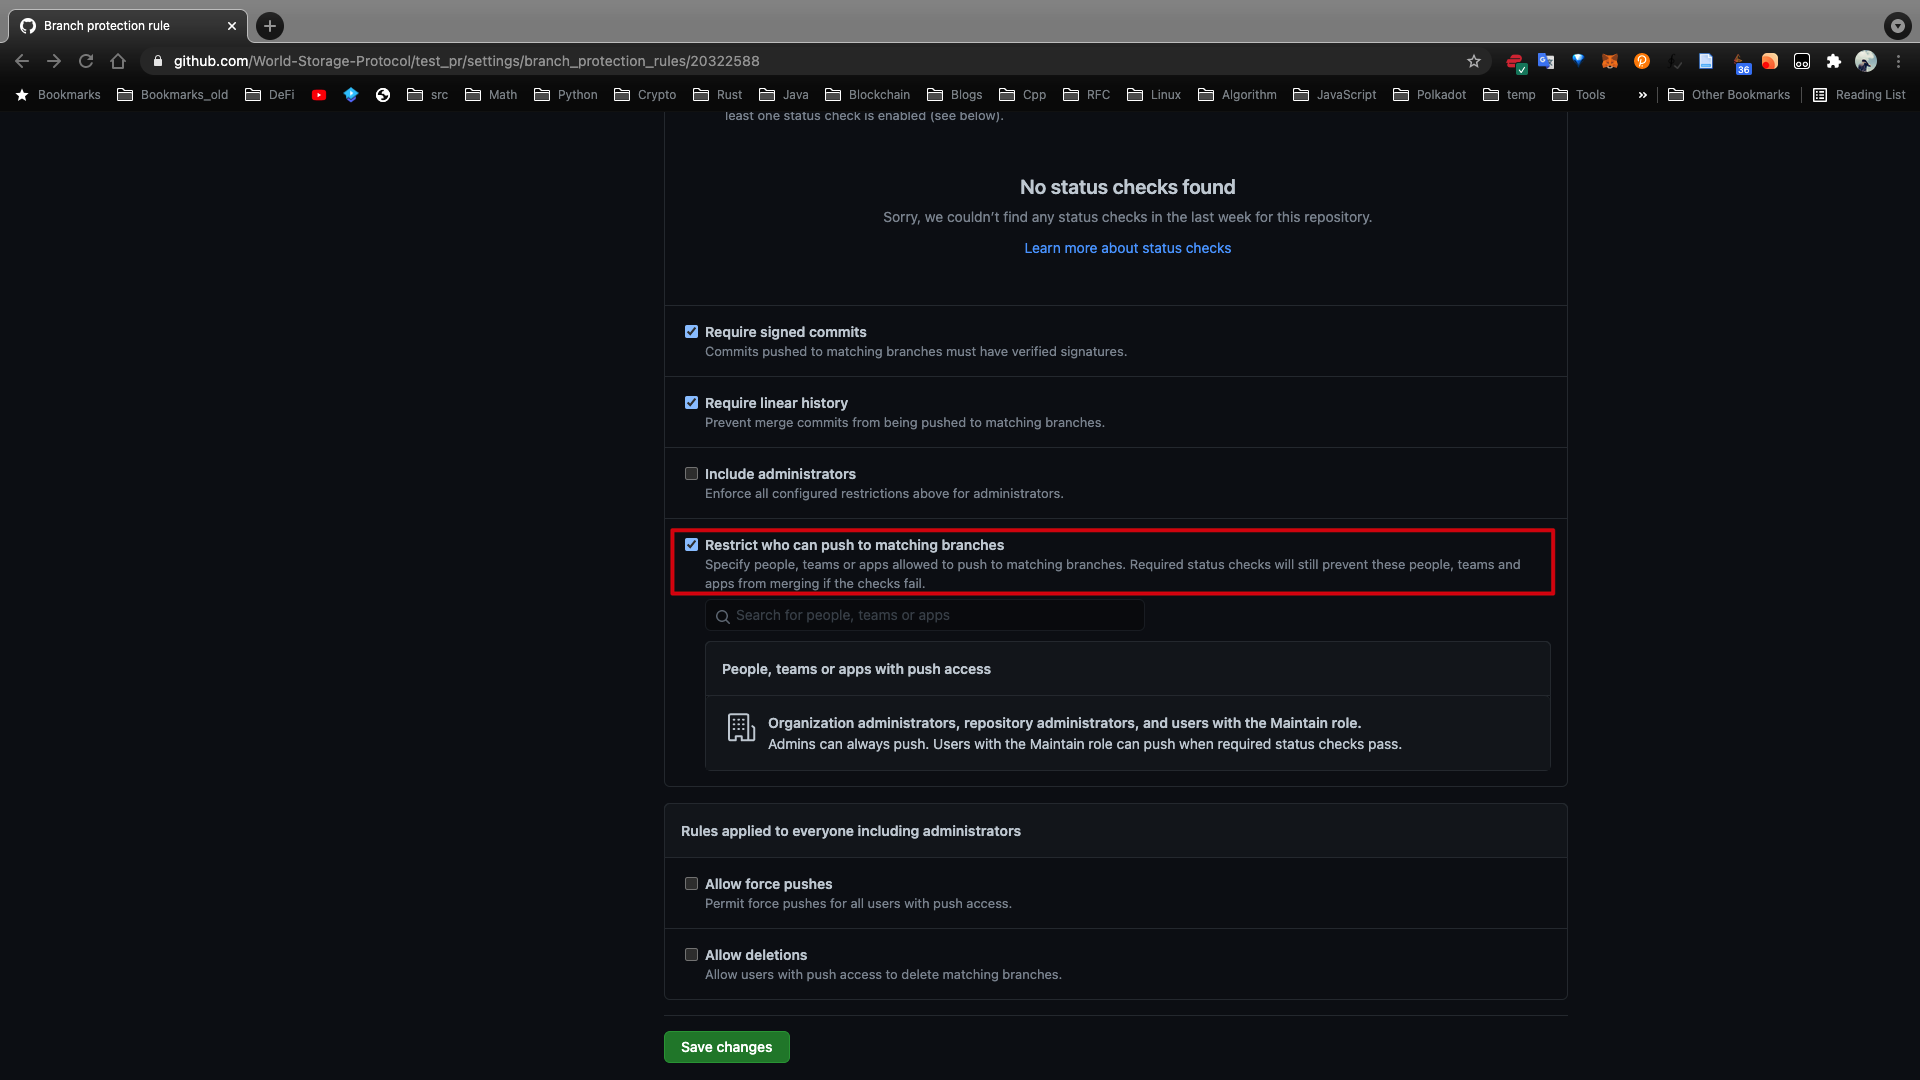 Branch protection rule
github.com/World-Storage-Protocol/test_pr/settings/branch_protection_rules/20322588
36
Bookmarks Bookmarks_old DeFi src Math Python Crypto Rust Java Blockchain Blogs Cpp RFC Linux Algorithm JavaScript Polkadot temp Tools » Other Bookmarks Reading List
least one status check is enabled (see below).
No status checks found
Sorry, we couldn't find any status checks in the last week for this repository.
Learn more about status checks
Require signed commits
Commits pushed to matching branches must have verified signatures.
Require linear history
Prevent merge commits from being pushed to matching branches.
Include administrators
Enforce all configured restrictions above for administrators.
Restrict who can push to matching branches
Specify people, teams or apps allowed to push to matching branches. Required status checks will still prevent these people, teams and
apps from merging if the checks fail.
Search for people, teams or apps
People, teams or apps with push access
Organization administrators, repository administrators, and users with the Maintain role.
Admins can always push. Users with the Maintain role can push when required status checks pass.
Rules applied to everyone including administrators
Allow force pushes
Permit force pushes for all users with push access.
Allow deletions
Allow users with push access to delete matching branches.
Save changes